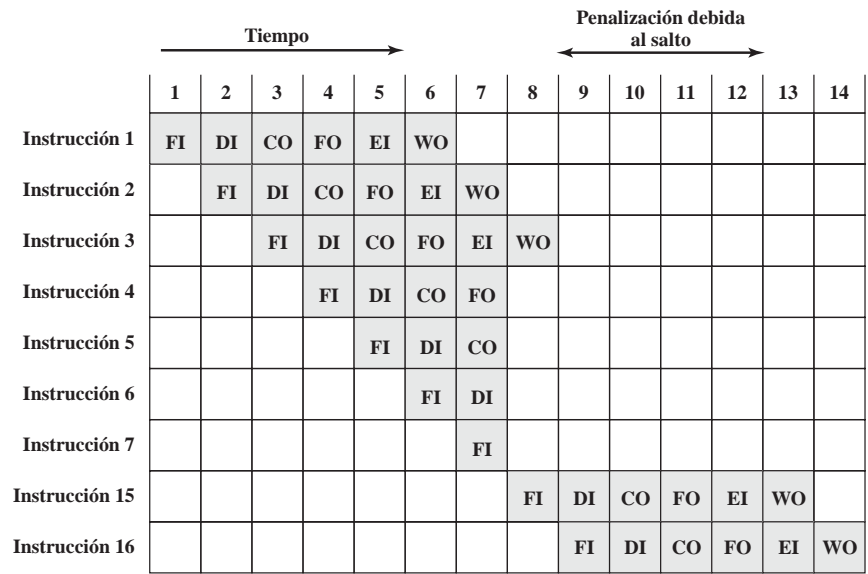 Tiempo
Penalización debida
al salto
1 2 3 4 5 6 7 8 9 10 11 12 13 14
Instrucción 1 FI DI CO FO EI WO
Instrucción 2 FI DI CO FO EI WO
Instrucción 3 FI DI CO FO EI WO
Instrucción 4 FI DI CO FO
Instrucción 5 FI DI CO
Instrucción 6 FI DI
Instrucción 7 FI
Instrucción 15 FI DI CO FO EI WO
Instrucción 16 FI DI CO FO EI WO